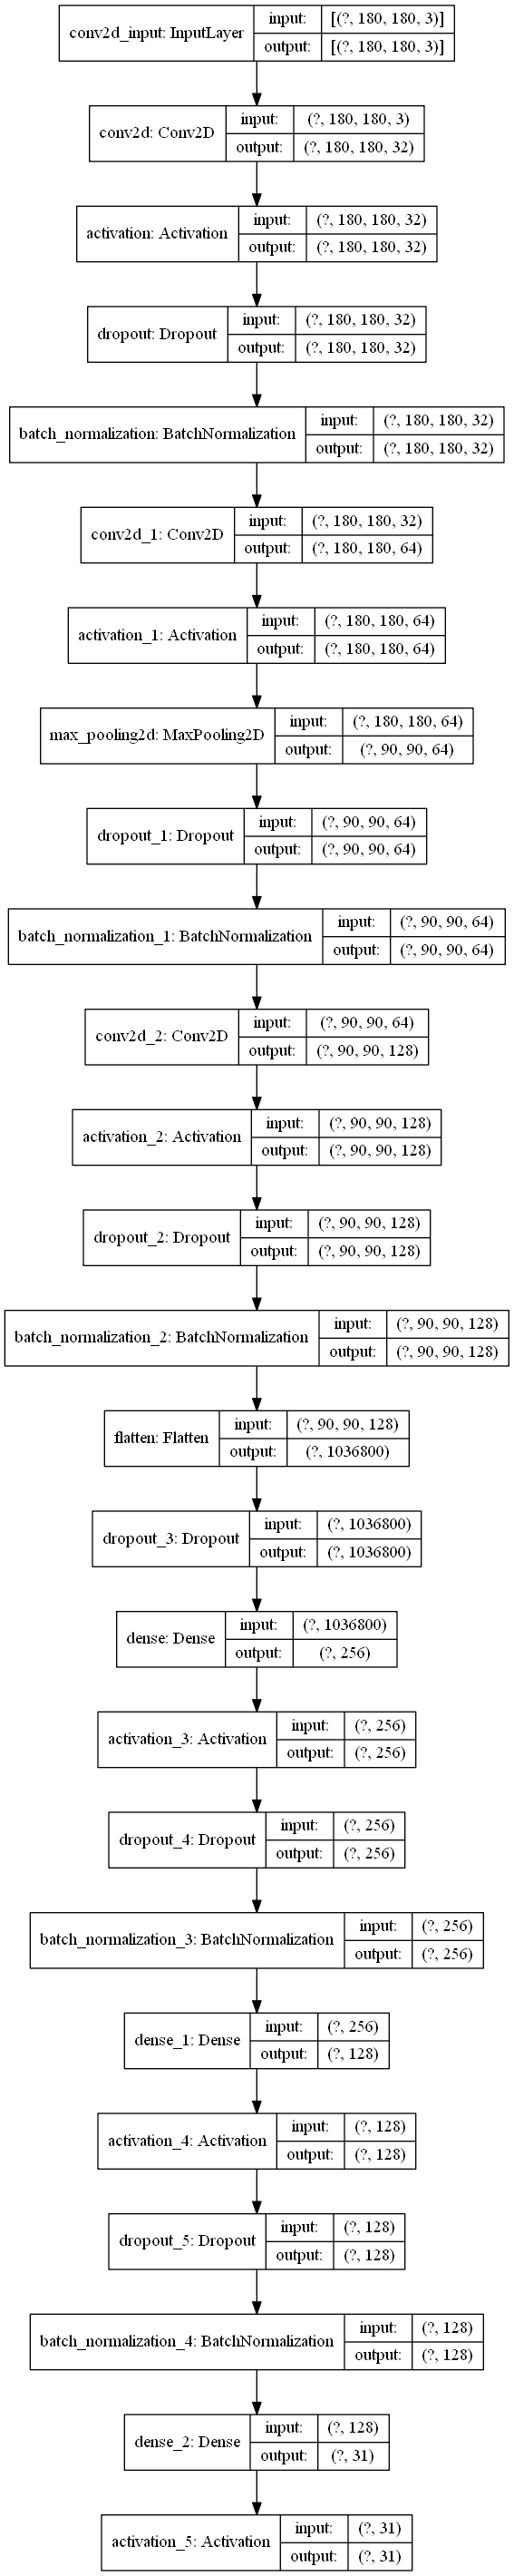 conv2d_input: InputLayer
input: [(?, 180, 180, 3)]
output: [(?, 180, 180, 3)]
conv2d: Conv2D
input: (?, 180, 180, 3)
output: (?, 180, 180, 32)
activation: Activation
input: (?, 180, 180, 32)
output: (?, 180, 180, 32)
dropout: Dropout
input: (?, 180, 180, 32)
output: (?, 180, 180, 32)
batch_normalization: BatchNormalization
input: (?, 180, 180, 32)
output: (?, 180, 180, 32)
conv2d_1: Conv2D
input: (?, 180, 180, 32)
output: (?, 180, 180, 64)
activation_1: Activation
input: (?, 180, 180, 64)
output: (?, 180, 180, 64)
max_pooling2d: MaxPooling2D
input: (?, 180, 180, 64)
output: (?, 90, 90, 64)
dropout_1: Dropout
input: (?, 90, 90, 64)
output: (?, 90, 90, 64)
batch_normalization_1: BatchNormalization
input: (?, 90, 90, 64)
output: (?, 90, 90, 64)
conv2d_2: Conv2D
input: (?, 90, 90, 64)
output: (?, 90, 90, 128)
activation_2: Activation
input: (?, 90, 90, 128)
output: (?, 90, 90, 128)
dropout_2: Dropout
input: (?, 90, 90, 128)
output: (?, 90, 90, 128)
batch_normalization_2: BatchNormalization
input: (?, 90, 90, 128)
output: (?, 90, 90, 128)
flatten: Flatten
input: (?, 90, 90, 128)
output: (?, 1036800)
dropout_3: Dropout
input: (?, 1036800)
output: (?, 1036800)
dense: Dense
input: (?, 1036800)
output: (?, 256)
activation_3: Activation
input: (?, 256)
output: (?, 256)
dropout_4: Dropout
input: (?, 256)
output: (?, 256)
batch_normalization_3: BatchNormalization
input: (?, 256)
output: (?, 256)
dense_1: Dense
input: (?, 256)
output: (?, 128)
activation_4: Activation
input: (?, 128)
output: (?, 128)
dropout_5: Dropout
input: (?, 128)
output: (?, 128)
batch_normalization_4: BatchNormalization
input: (?, 128)
output: (?, 128)
dense_2: Dense
input: (?, 128)
output: (?, 31)
activation_5: Activation
input: (?, 31)
output: (?, 31)